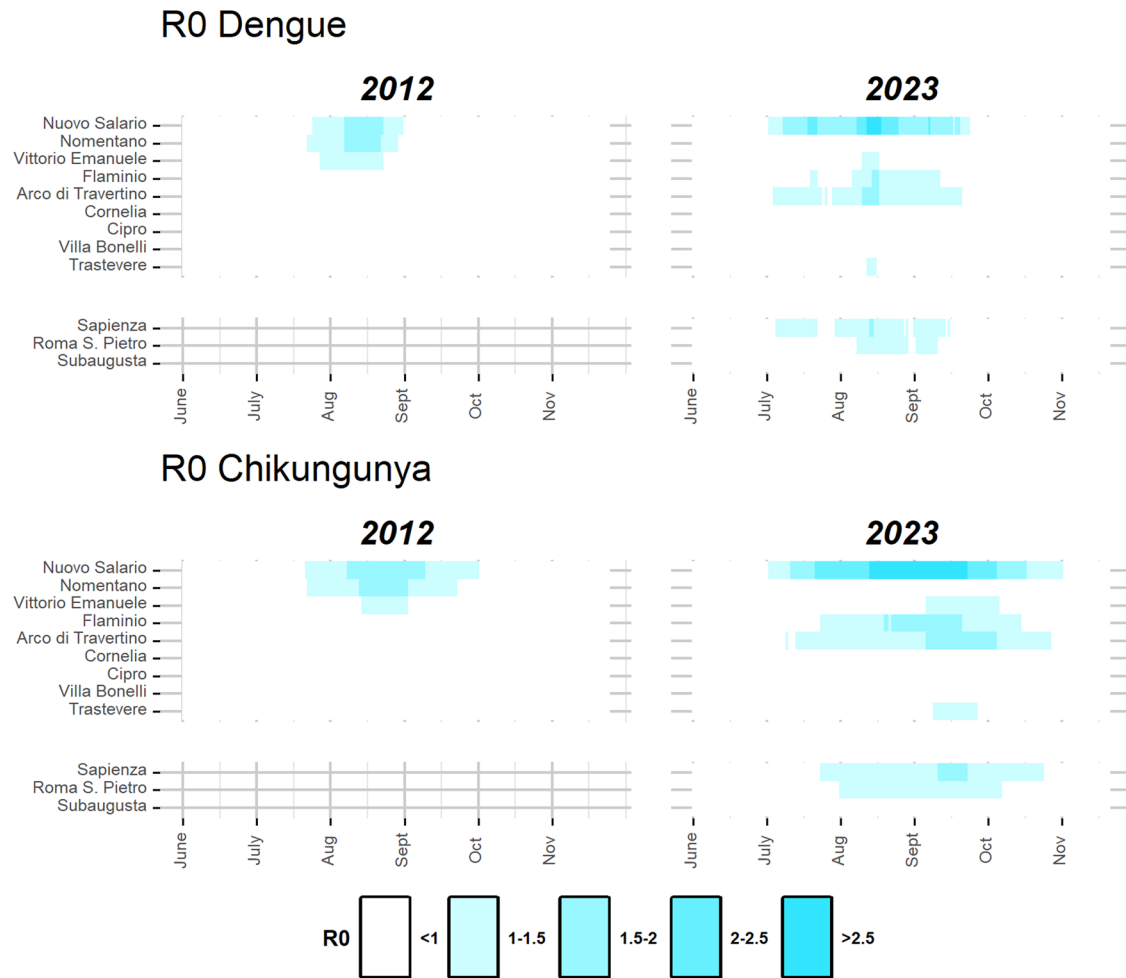 R0 Dengue
2012 2023
Nuovo Salario
Nomentano
Vittorio Emanuele
Flaminio
Arco di Travertino
Cornelia
Cipro
Villa Bonelli
Trastevere
Sapienza
Roma S. Pietro
Subaugusta
June July Aug Sept Oct Nov June July Aug Sept Oct Nov
R0 Chikungunya
2012 2023
Nuovo Salario
Nomentano
Vittorio Emanuele
Flaminio
Arco di Travertino
Cornelia
Cipro
Villa Bonelli
Trastevere
Sapienza
Roma S. Pietro
Subaugusta
June July Aug Sept Oct Nov June July Aug Sept Oct Nov
R0 <1 1-1.5 1.5-2 2-2.5 >2.5